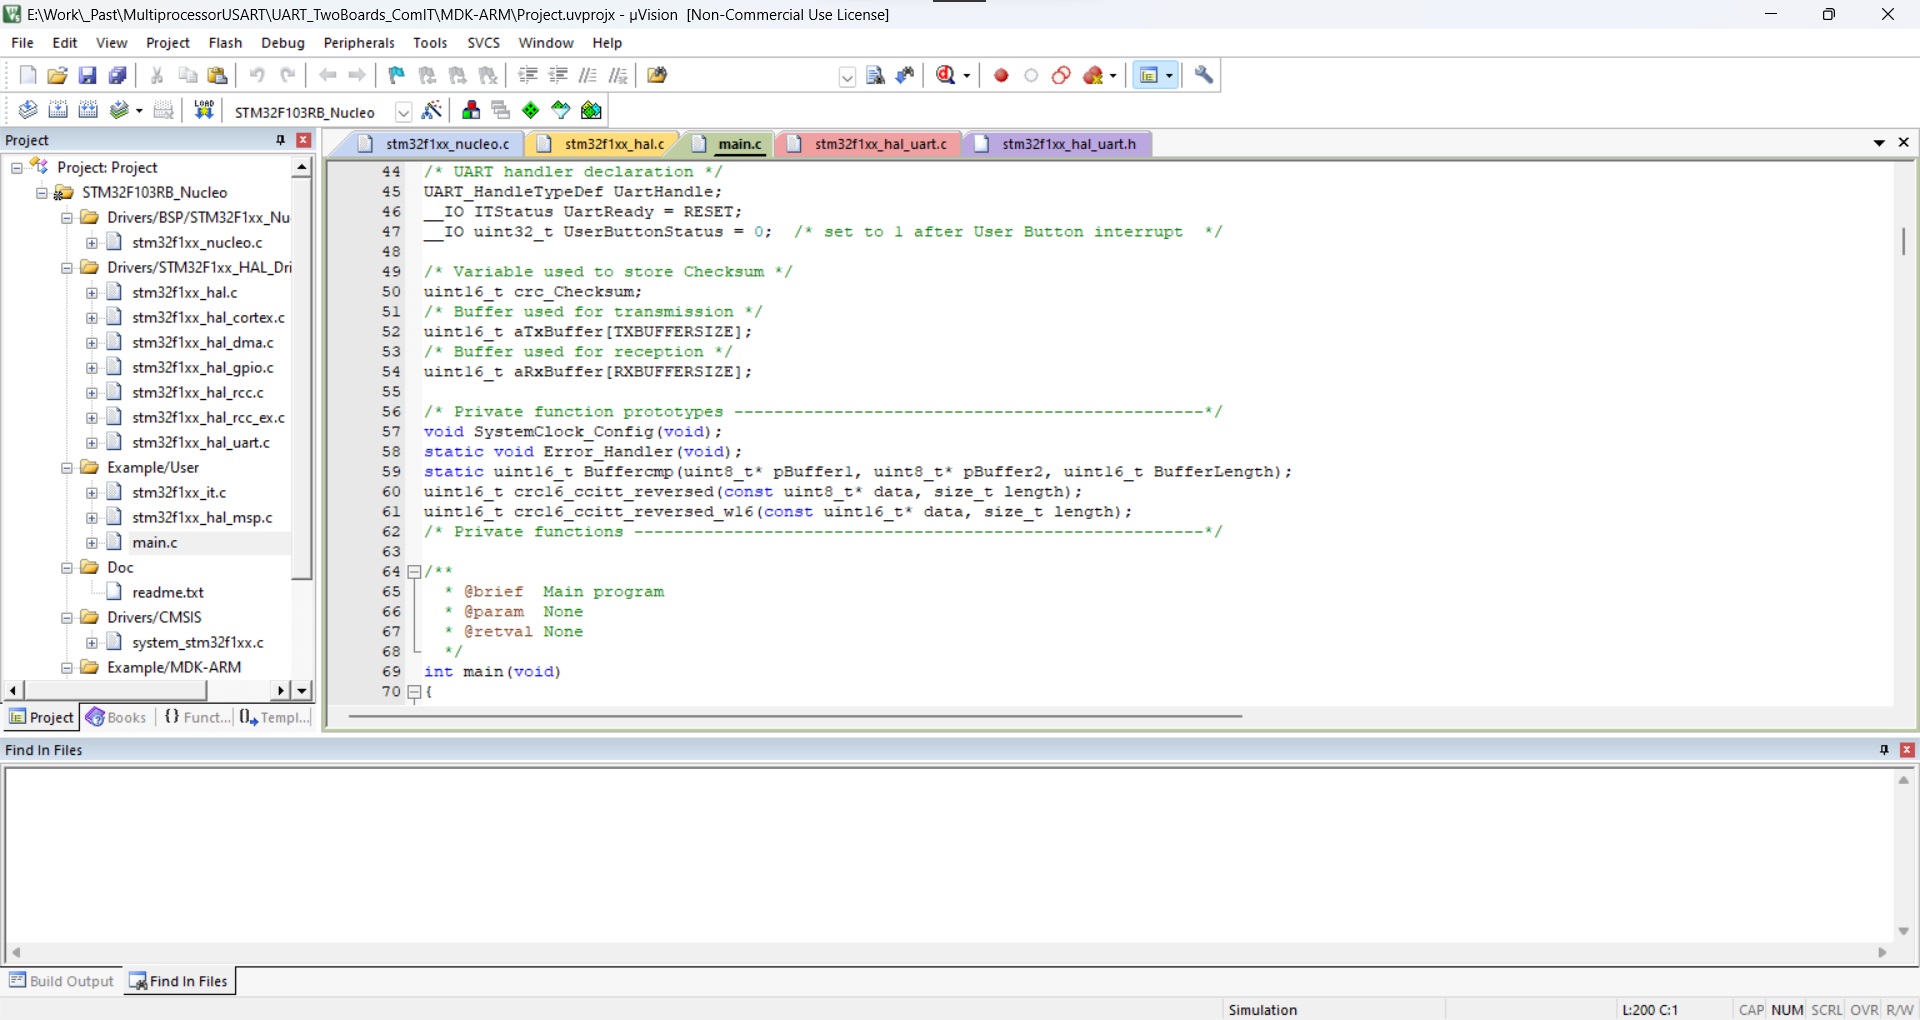 E:\Work\_Past\MultiprocessorUSART\UART_TwoBoards_ComIT\MDK-ARM\Project.uvprojx - µVision [Non-Commercial Use License]
File Edit View Project Flash Debug Peripherals Tools SVCS Window Help
LOAD STM32F103RB_Nucleo
Project
stm32f1xx_nucleo.c stm32f1xx_hal.c main.c stm32f1xx_hal_uart.c stm32f1xx_hal_uart.h
Project: Project
STM32F103RB_Nucleo
Drivers/BSP/STM32F1xx_Nu
stm32f1xx_nucleo.c
Drivers/STM32F1xx_HAL_Dri
stm32f1xx_hal.c
stm32f1xx_hal_cortex.c
stm32f1xx_hal_dma.c
stm32f1xx_hal_gpio.c
stm32f1xx_hal_rcc.c
stm32f1xx_hal_rcc_ex.c
stm32f1xx_hal_uart.c
Example/User
stm32f1xx_it.c
stm32f1xx_hal_msp.c
main.c
Doc
readme.txt
Drivers/CMSIS
system_stm32f1xx.c
Example/MDK-ARM
Project Books {} Funct... Templ...
44 /* UART handler declaration */
45 UART_HandleTypeDef UartHandle;
46 __IO ITStatus UartReady = RESET;
47 __IO uint32_t UserButtonStatus = 0; /* set to 1 after User Button interrupt */
48
49 /* Variable used to store Checksum */
50 uint16_t crc_Checksum;
51 /* Buffer used for transmission */
52 uint16_t aTxBuffer[TXBUFFERSIZE];
53 /* Buffer used for reception */
54 uint16_t aRxBuffer[RXBUFFERSIZE];
55
56 /* Private function prototypes -----------------------------------------------*/
57 void SystemClock_Config(void);
58 static void Error_Handler(void);
59 static uint16_t Buffercmp(uint8_t* pBuffer1, uint8_t* pBuffer2, uint16_t BufferLength);
60 uint16_t crc16_ccitt_reversed(const uint8_t* data, size_t length);
61 uint16_t crc16_ccitt_reversed_w16(const uint16_t* data, size_t length);
62 /* Private functions ---------------------------------------------------------*/
63
64 /**
65 * @brief Main program
66 * @param None
67 * @retval None
68 */
69 int main(void)
70 {
Find In Files
Build Output Find In Files
Simulation L:200 C:1 CAP NUM SCRL OVR R/W